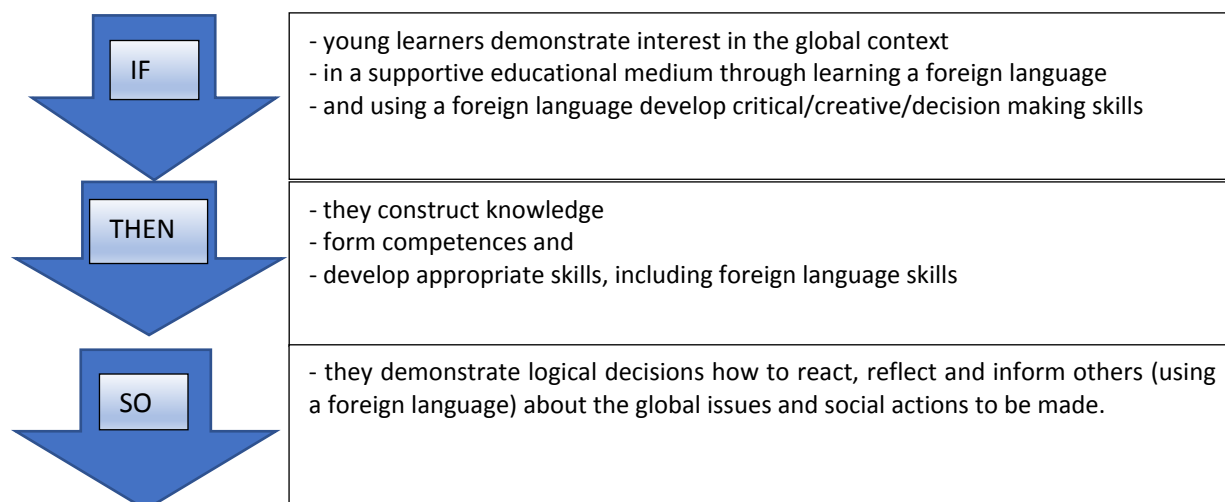 IF
- young learners demonstrate interest in the global context
- in a supportive educational medium through learning a foreign language
- and using a foreign language develop critical/creative/decision making skills
THEN
- they construct knowledge
- form competences and
- develop appropriate skills, including foreign language skills
SO
- they demonstrate logical decisions how to react, reflect and inform others (using
a foreign language) about the global issues and social actions to be made.